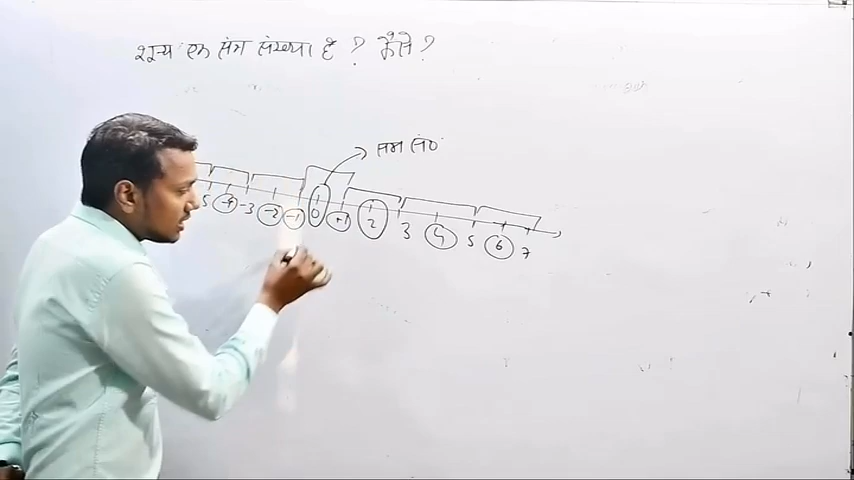 शून्य एक सम संख्या है ? कैसे ?
सम सं०
5 -4 -3 -2 -1 0 +1 2 3 4 5 6 7